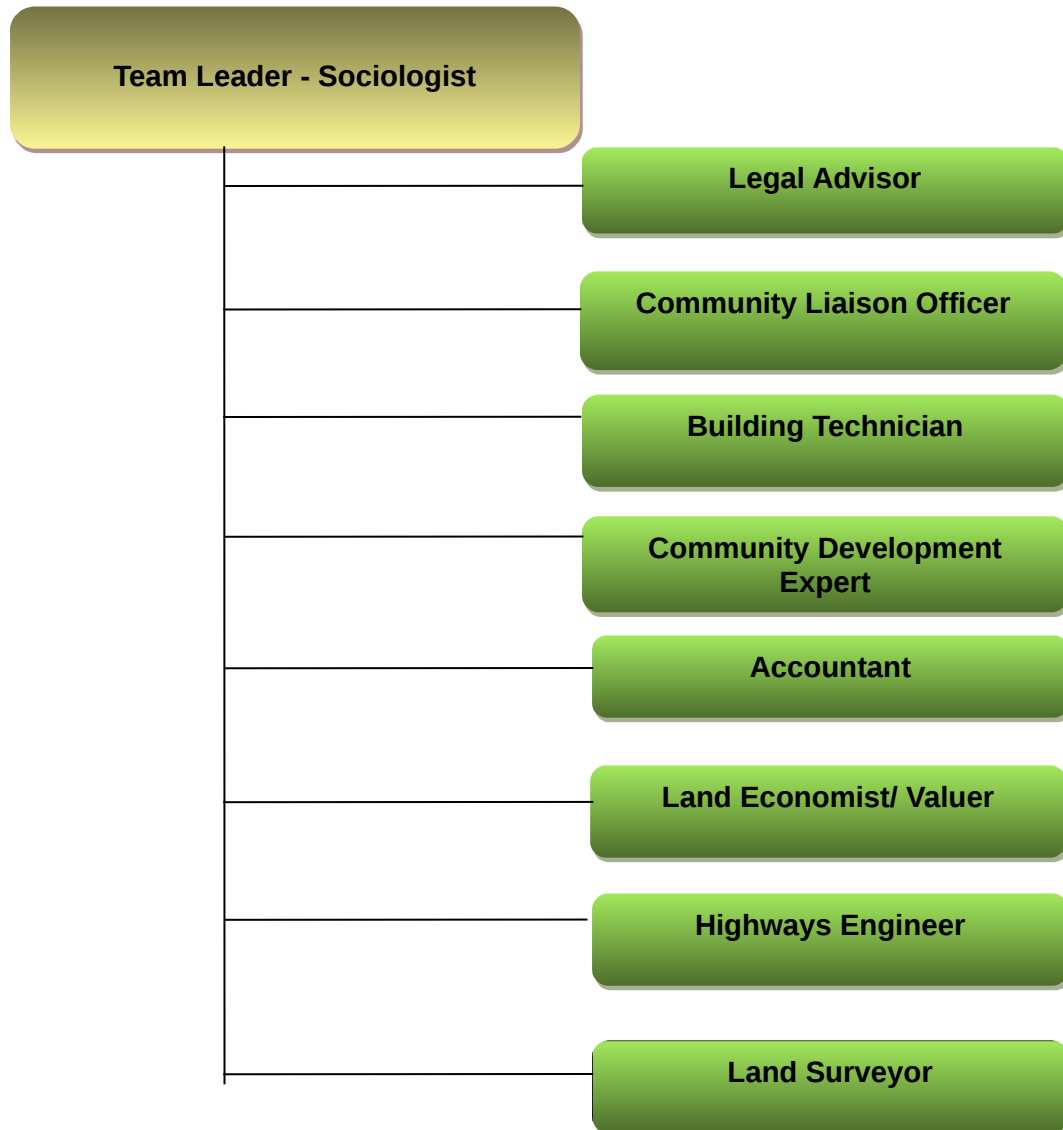 Team Leader - Sociologist
Legal Advisor
Community Liaison Officer
Building Technician
Community Development
Expert
Accountant
Land Economist/ Valuer
Highways Engineer
Land Surveyor